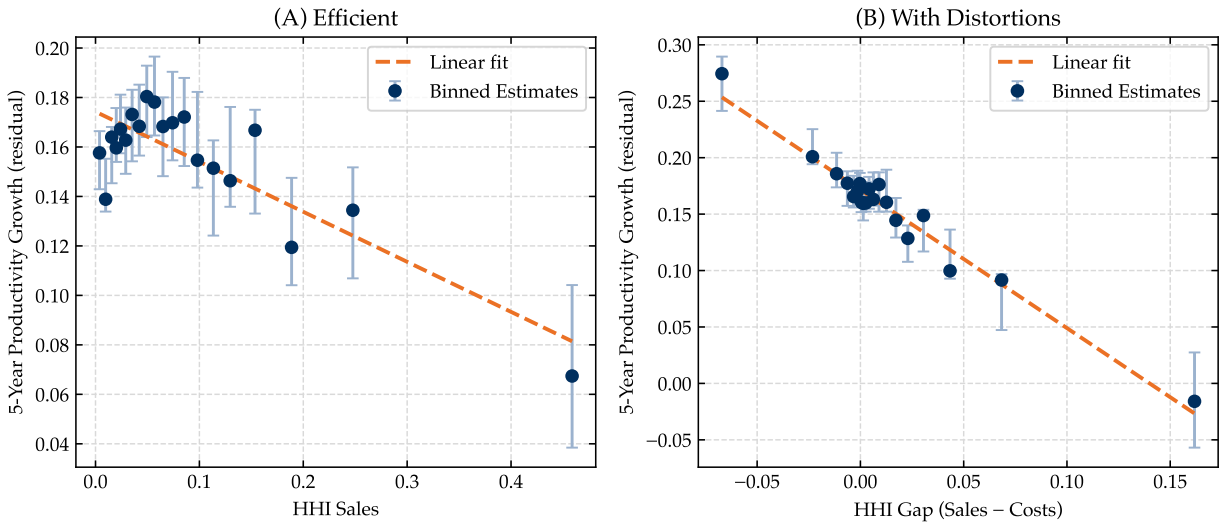 (A) Efficient
5-Year Productivity Growth (residual)
0.20
0.18
0.16
0.14
0.12
0.10
0.08
0.06
0.04
Linear fit
Binned Estimates
0.0 0.1 0.2 0.3 0.4
HHI Sales
(B) With Distortions
5-Year Productivity Growth (residual)
0.30
0.25
0.20
0.15
0.10
0.05
0.00
−0.05
Linear fit
Binned Estimates
−0.05 0.00 0.05 0.10 0.15
HHI Gap (Sales − Costs)